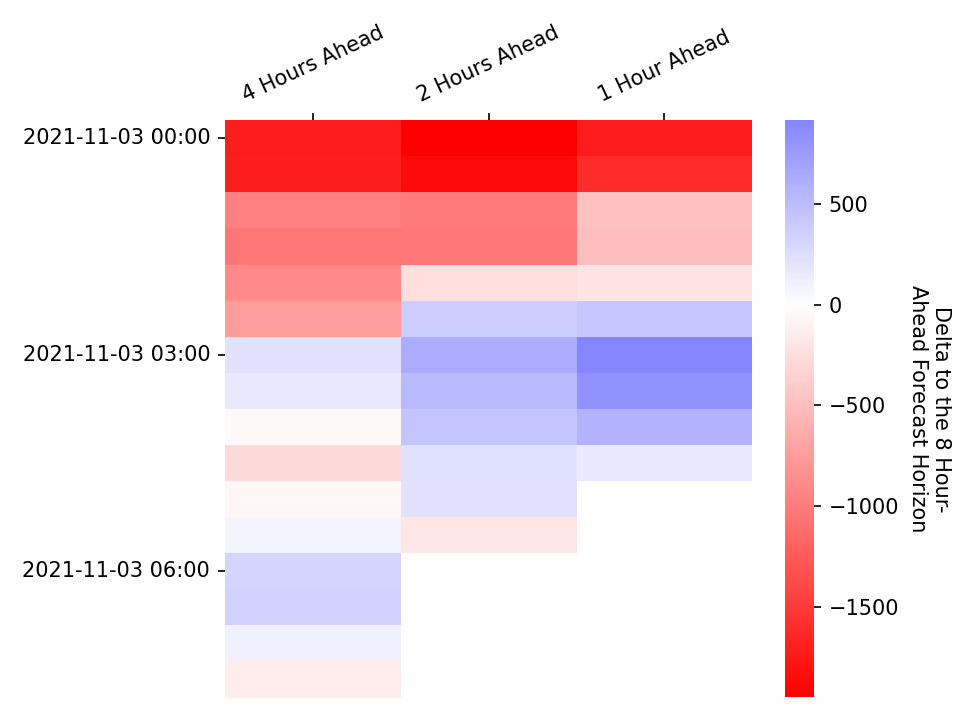 4 Hours Ahead
2 Hours Ahead
1 Hour Ahead
2021-11-03 00:00
2021-11-03 03:00
2021-11-03 06:00
500
0
−500
−1000
−1500
Delta to the 8 Hour-
Ahead Forecast Horizon